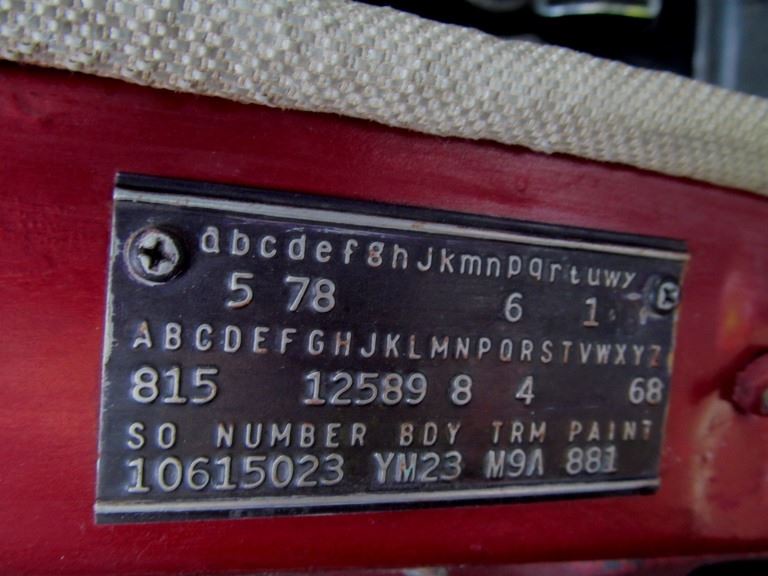 abcdefghJkmnpqrtuwy
5 78 6 1
ABCDEFGHJKLMNPQRSTVWXYZ
815 12589 8 4 68
SO NUMBER BDY TRM PAINT
10615023 YM23 M9A 881